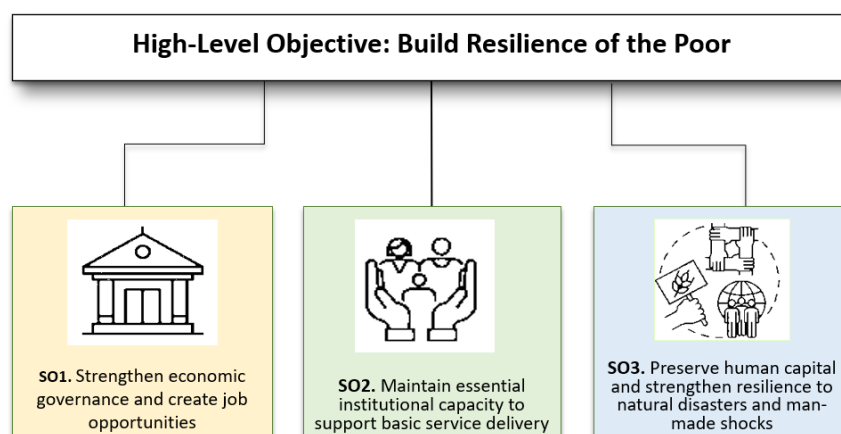 High-Level Objective: Build Resilience of the Poor
SO1. Strengthen economic
governance and create job
opportunities
SO2. Maintain essential
institutional capacity to
support basic service delivery
SO3. Preserve human capital
and strengthen resilience to
natural disasters and man-
made shocks